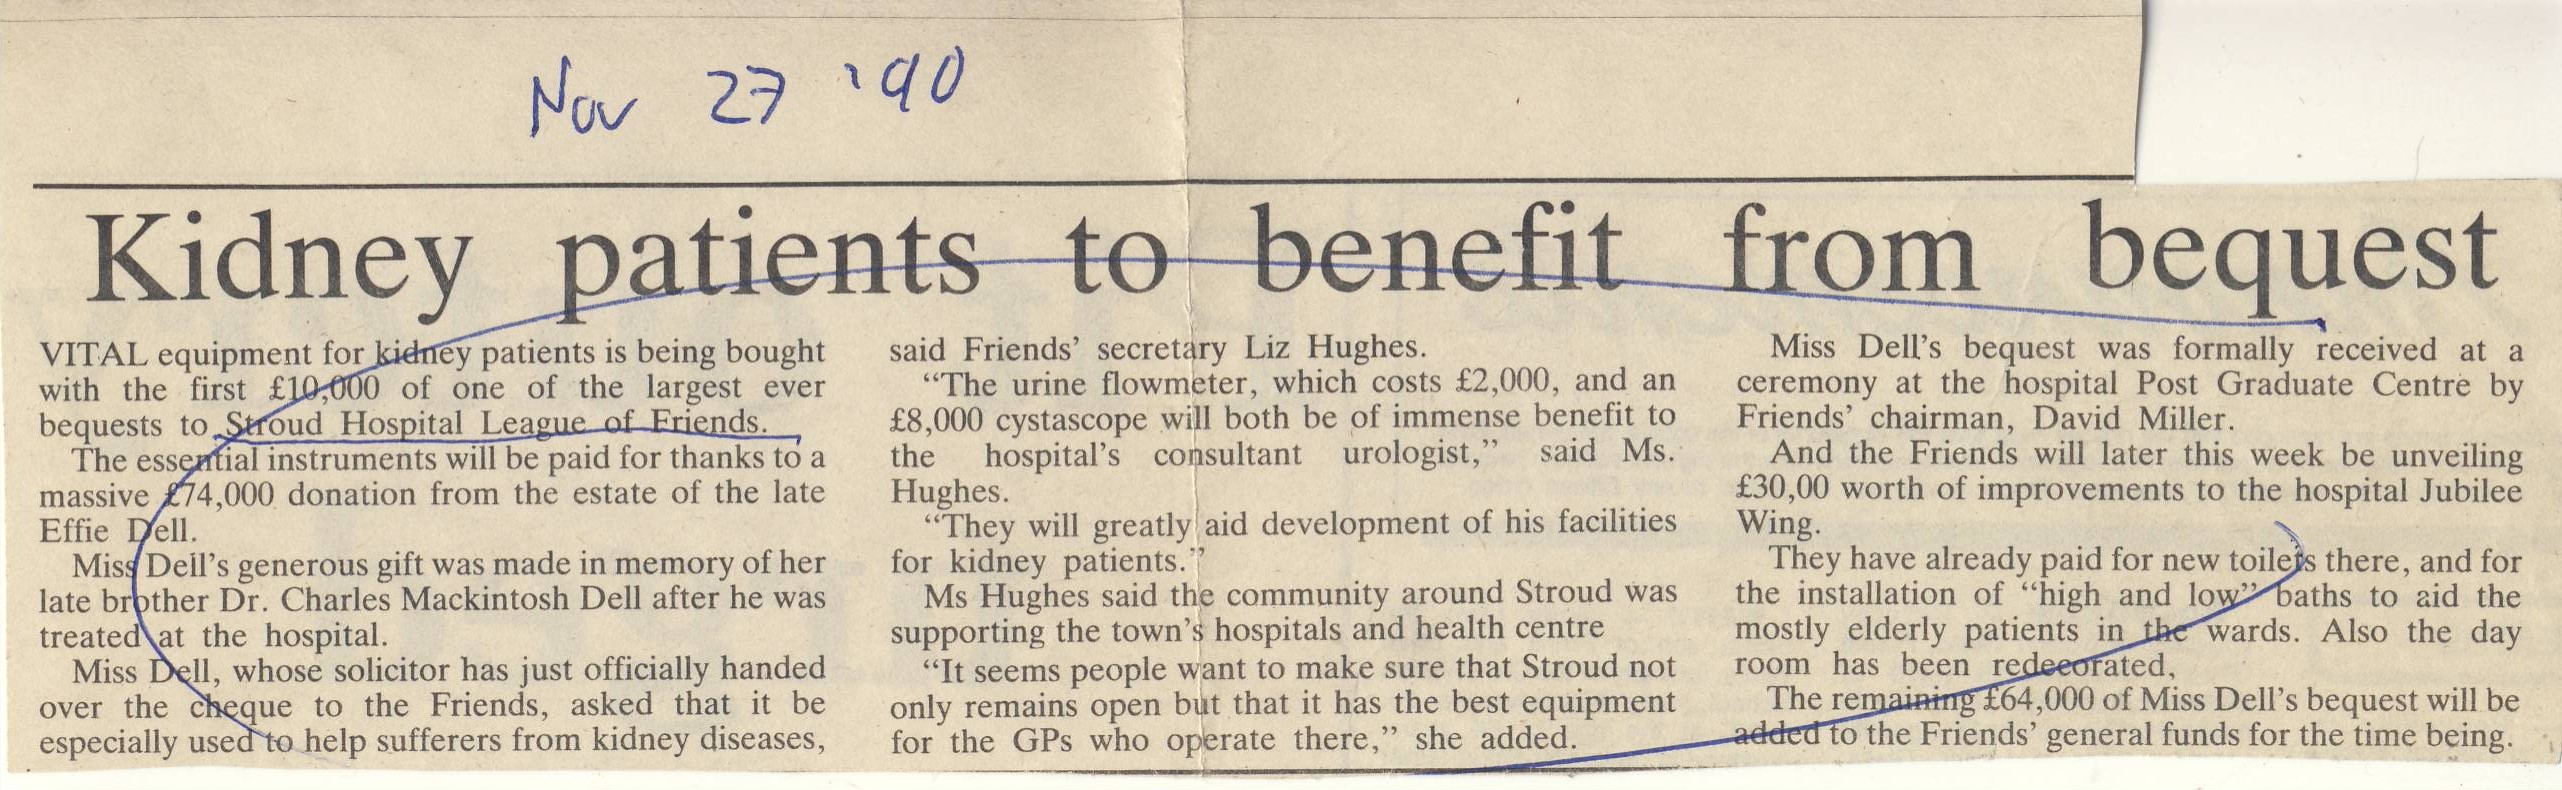 Nov 27 '90
Kidney patients to benefit from bequest
VITAL equipment for kidney patients is being bought
with the first £10,000 of one of the largest ever
bequests to Stroud Hospital League of Friends.
The essential instruments will be paid for thanks to a
massive £74,000 donation from the estate of the late
Effie Dell.
Miss Dell's generous gift was made in memory of her
late brother Dr. Charles Mackintosh Dell after he was
treated at the hospital.
Miss Dell, whose solicitor has just officially handed
over the cheque to the Friends, asked that it be
especially used to help sufferers from kidney diseases,
said Friends' secretary Liz Hughes.
“The urine flowmeter, which costs £2,000, and an
£8,000 cystascope will both be of immense benefit to
the hospital's consultant urologist,” said Ms.
Hughes.
“They will greatly aid development of his facilities
for kidney patients.”
Ms Hughes said the community around Stroud was
supporting the town's hospitals and health centre
“It seems people want to make sure that Stroud not
only remains open but that it has the best equipment
for the GPs who operate there,” she added.
Miss Dell's bequest was formally received at a
ceremony at the hospital Post Graduate Centre by
Friends' chairman, David Miller.
And the Friends will later this week be unveiling
£30,00 worth of improvements to the hospital Jubilee
Wing.
They have already paid for new toilets there, and for
the installation of “high and low” baths to aid the
mostly elderly patients in the wards. Also the day
room has been redecorated,
The remaining £64,000 of Miss Dell's bequest will be
added to the Friends' general funds for the time being.